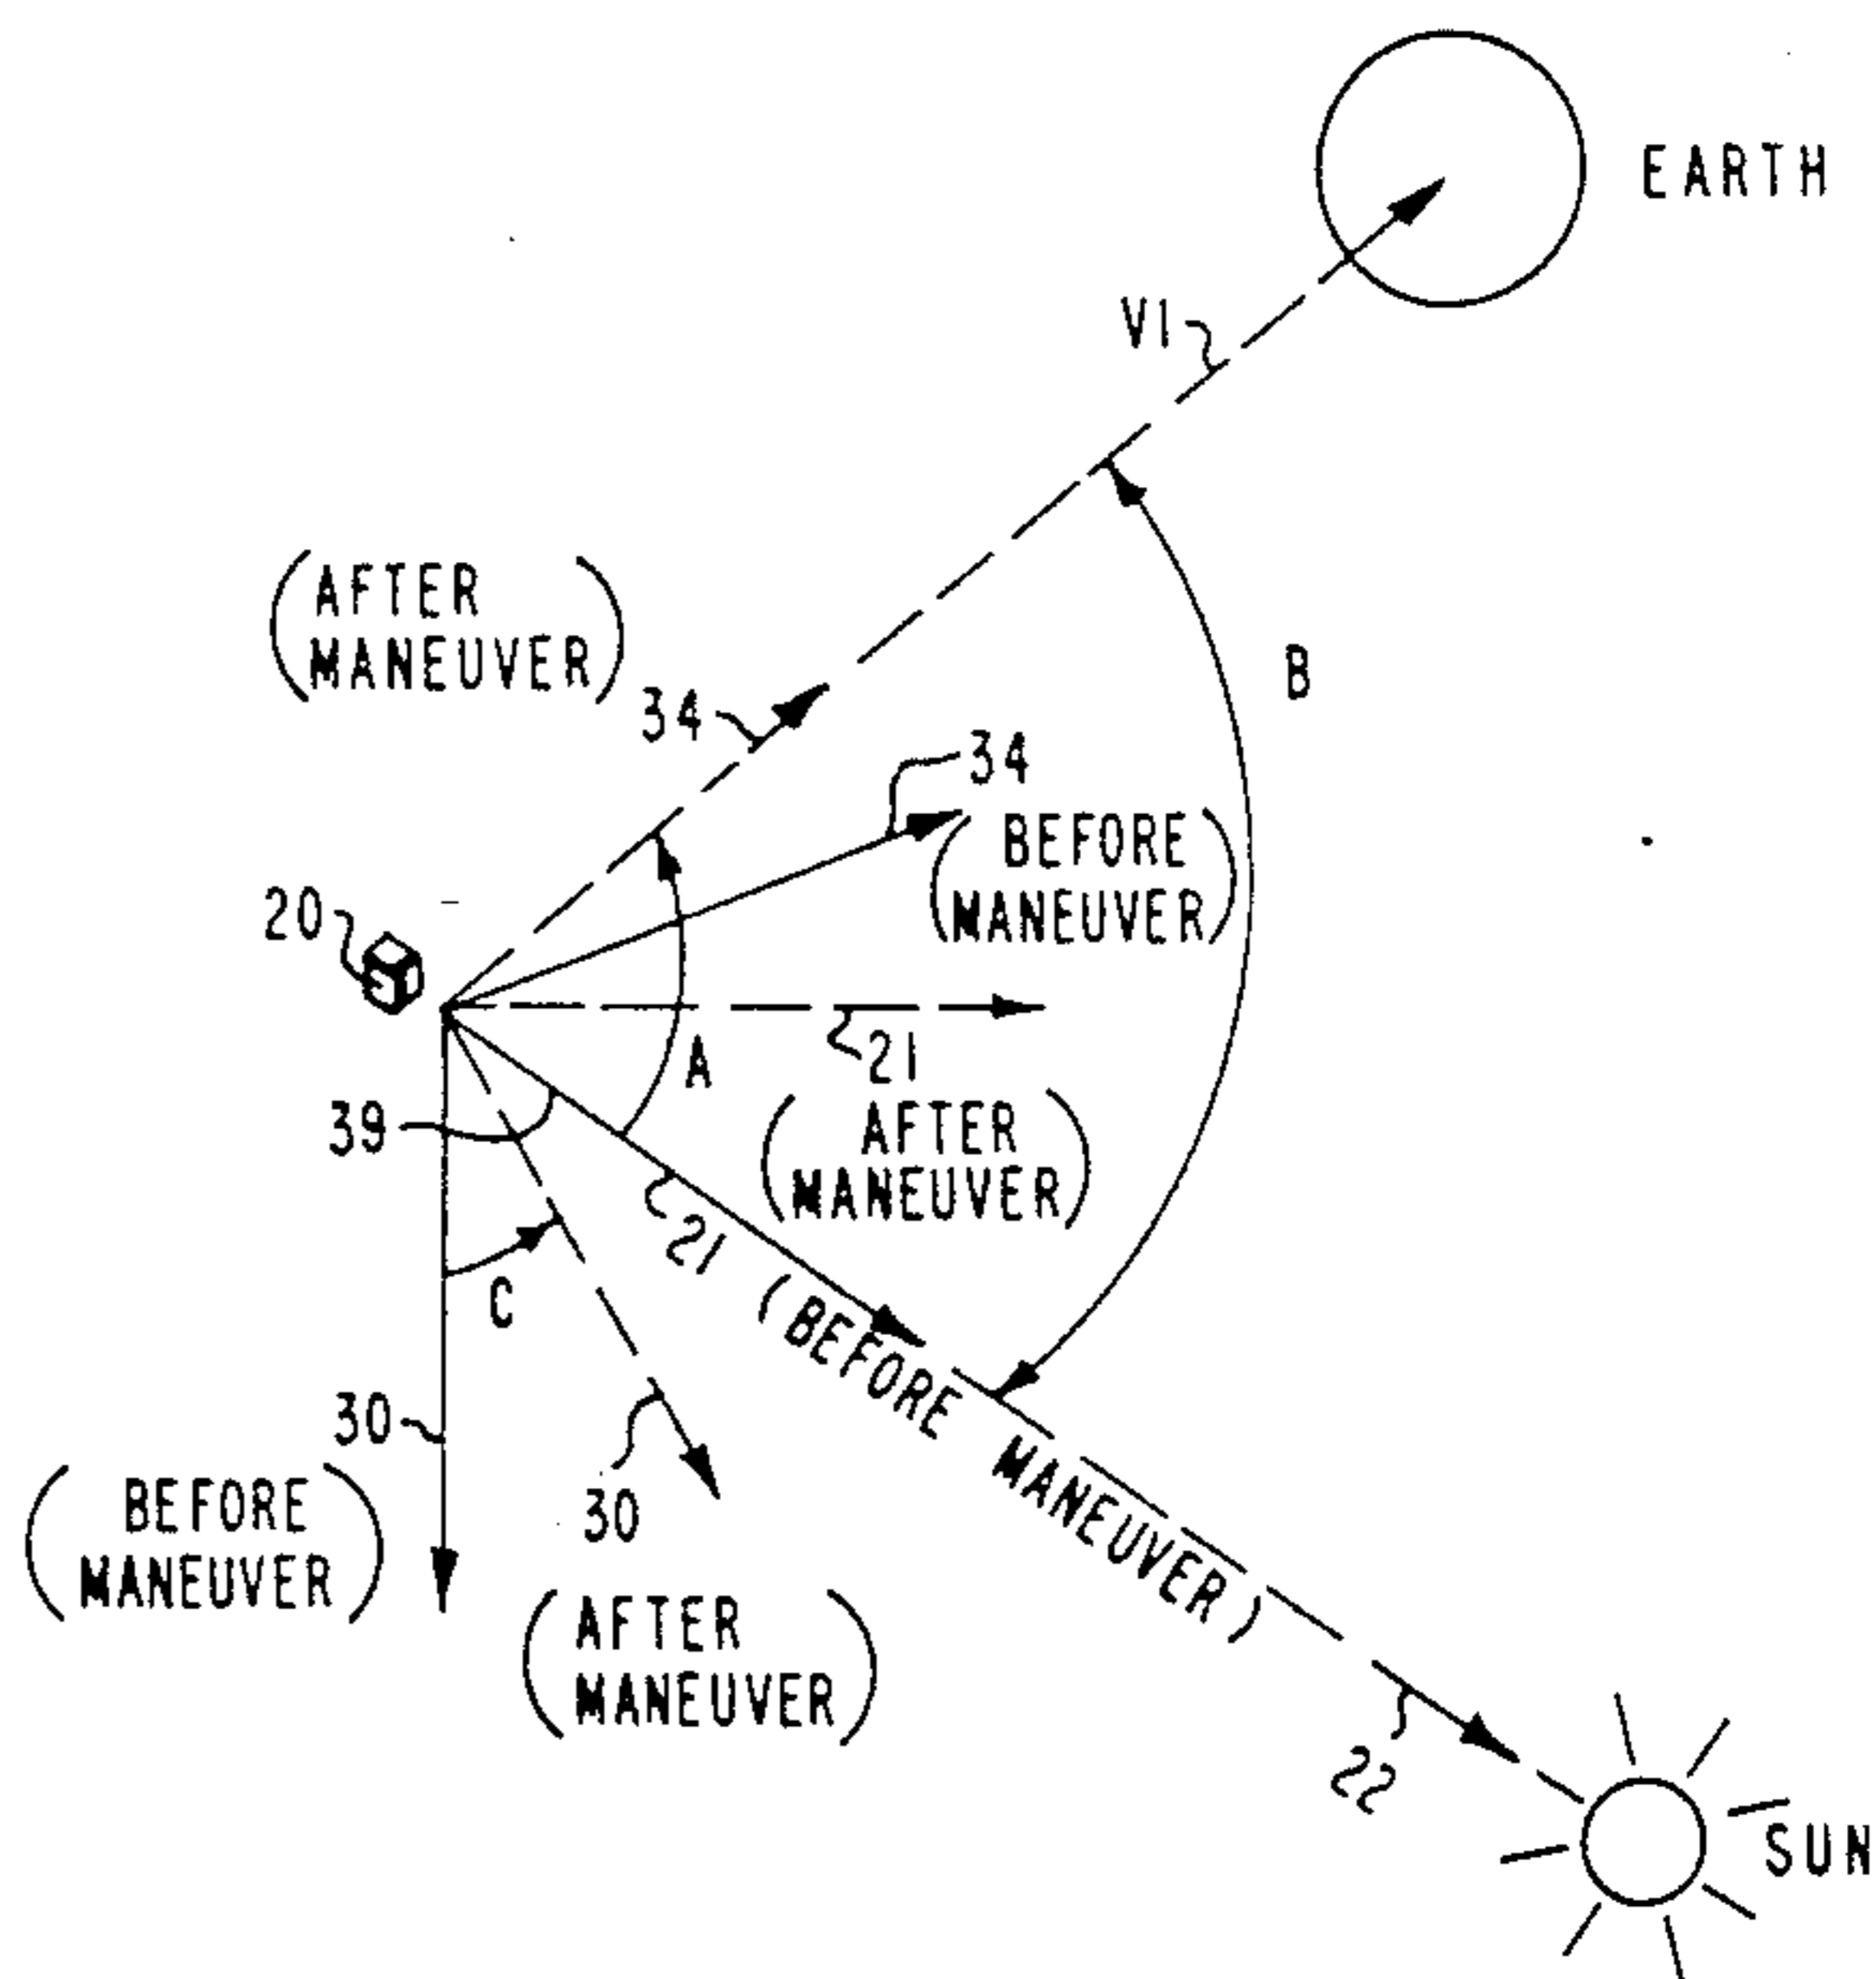 EARTH
V1
(AFTER
MANEUVER)
34
B
34
(BEFORE
MANEUVER)
20
21
A
(AFTER
MANEUVER)
39
21 (BEFORE MANEUVER)
C
30
(BEFORE
MANEUVER)
30
(AFTER
MANEUVER)
22
SUN